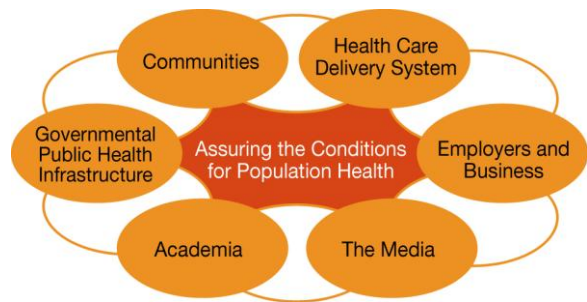 Communities
Health Care
Delivery System
Governmental
Public Health
Infrastructure
Assuring the Conditions
for Population Health
Employers and
Business
Academia
The Media